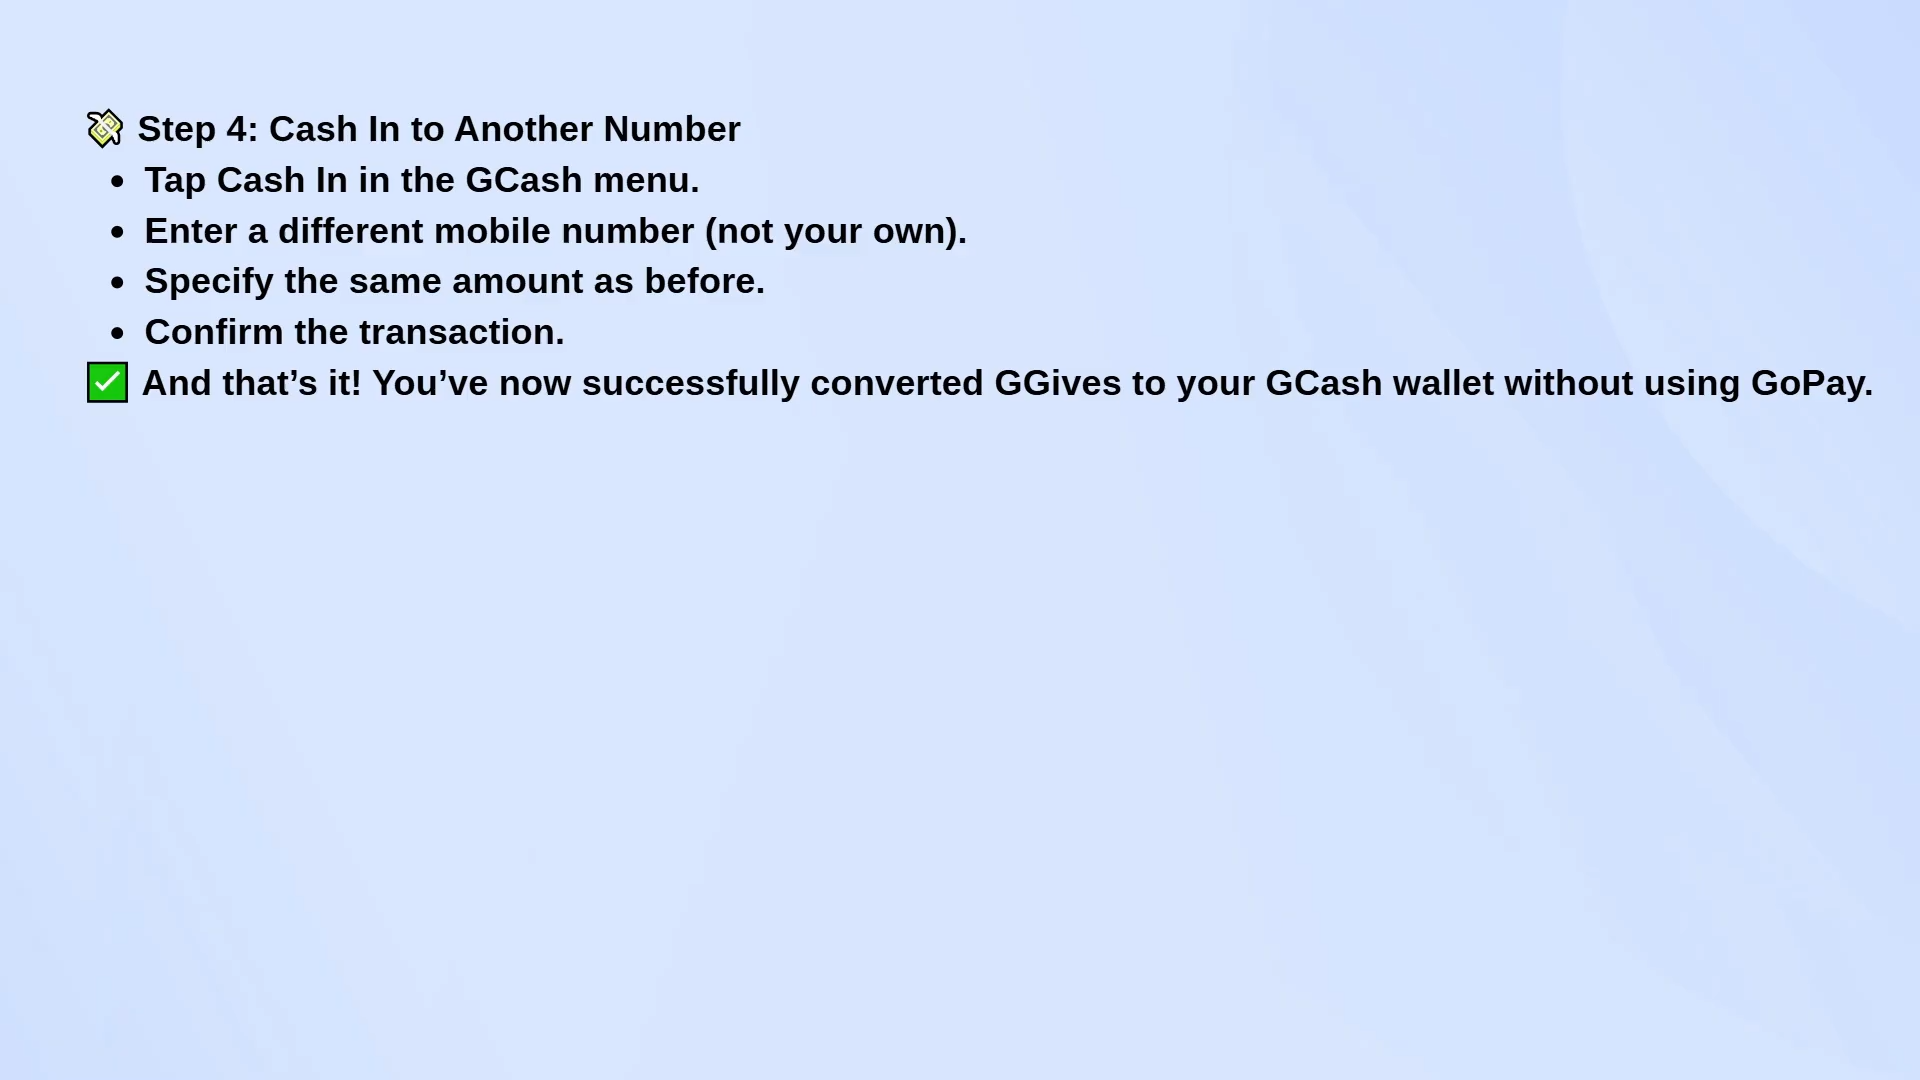 💸 Step 4: Cash In to Another Number
• Tap Cash In in the GCash menu.
• Enter a different mobile number (not your own).
• Specify the same amount as before.
• Confirm the transaction.
✅ And that’s it! You’ve now successfully converted GGives to your GCash wallet without using GoPay.